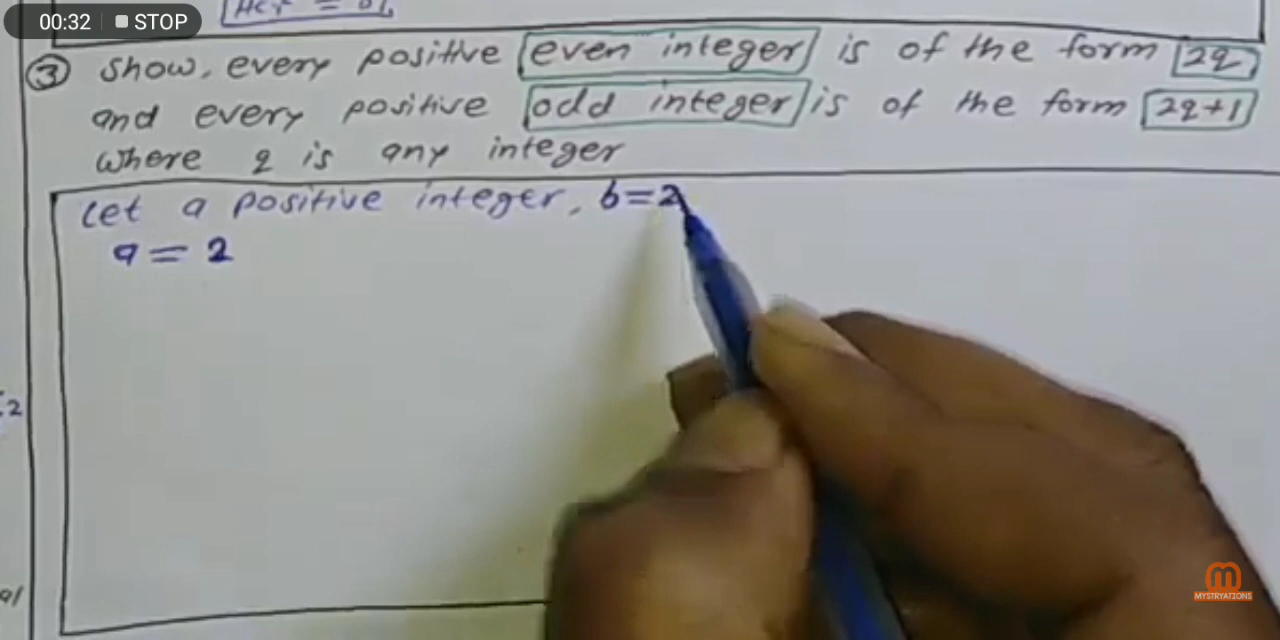 00:32 STOP
③ Show, every positive even integer is of the form 2q
and every positive odd integer is of the form 2q+1
where q is any integer
Let a positive integer, b=2
a = 2
MYSTRYATIONS